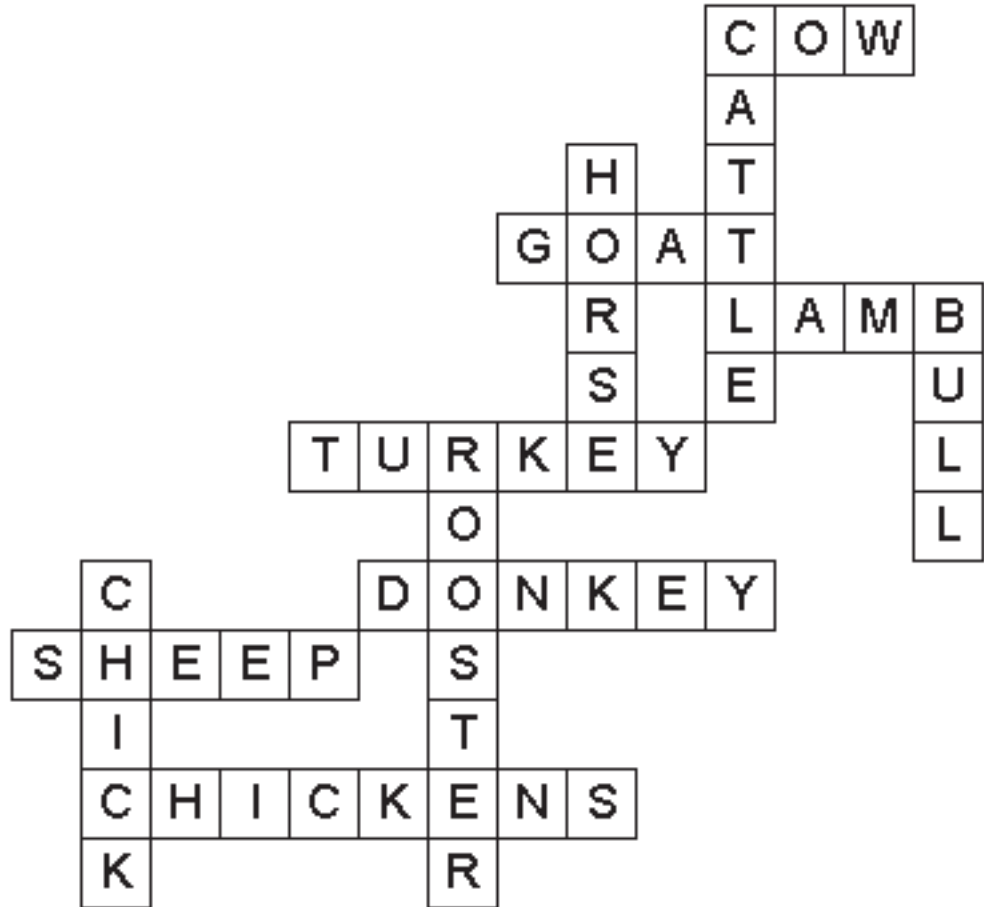 COW
A
H T
GOAT
R LAMB
S E U
TURKEY L
O L
C DONKEY
SHEEP S
I T
CHICKENS
K R